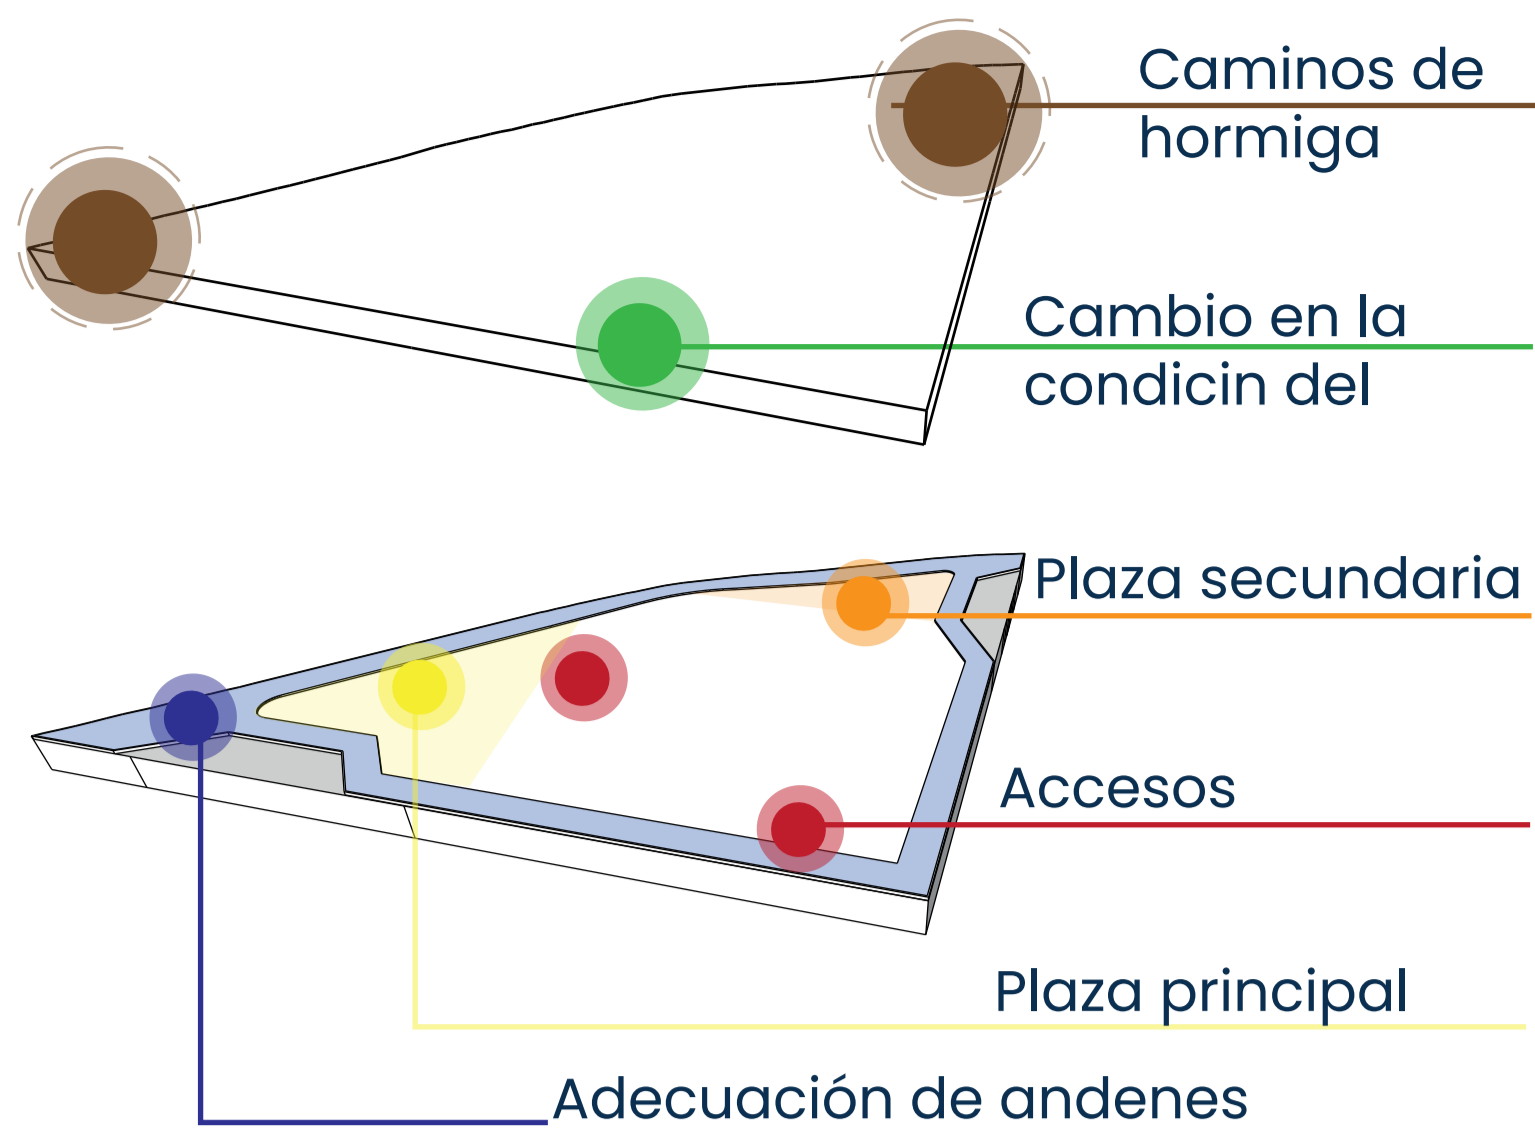 Caminos de
hormiga
Cambio en la
condicin del
Plaza secundaria
Accesos
Plaza principal
Adecuación de andenes